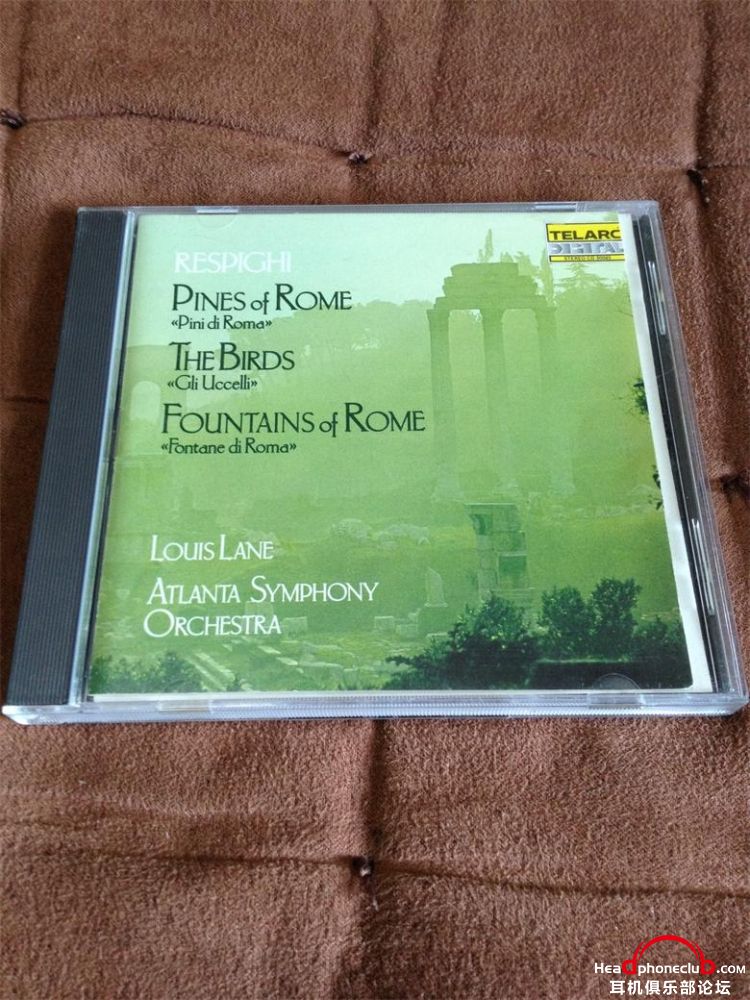 TELARC
DIGITAL
RESPIGHI
PINES of ROME
«Pini di Roma»
THE BIRDS
«Gli Uccelli»
FOUNTAINS of ROME
«Fontane di Roma»
LOUIS LANE
ATLANTA SYMPHONY
ORCHESTRA
Headphoneclub.com
耳机俱乐部论坛